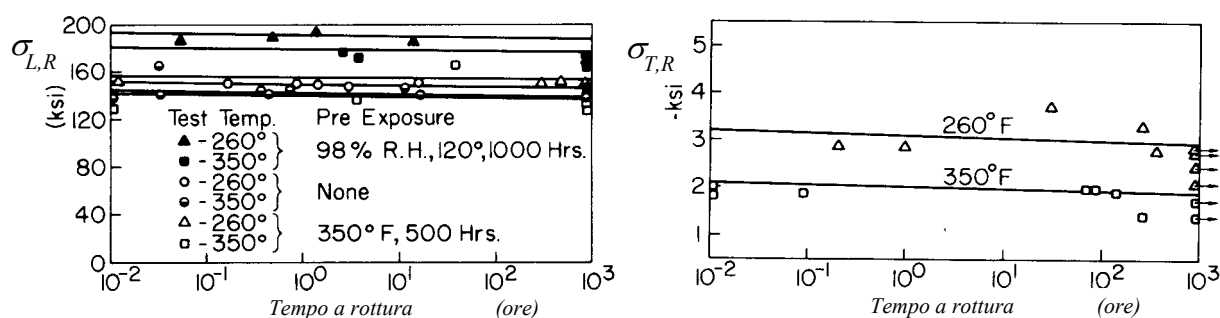 200
160
120
140
80
40
0
σL,R
(ksi)
Test Temp. Pre Exposure
▲ - 260° } 98% R.H., 120°, 1000 Hrs.
■ - 350°
○ - 260° } None
◒ - 350°
△ - 260° } 350° F, 500 Hrs.
□ - 350°
10⁻² 10⁻¹ 10⁰ 10¹ 10² 10³
Tempo a rottura (ore)
σT,R
-ksi
5
4
3
2
1
260° F
350° F
10⁻² 10⁻¹ 10⁰ 10¹ 10² 10³
Tempo a rottura (ore)